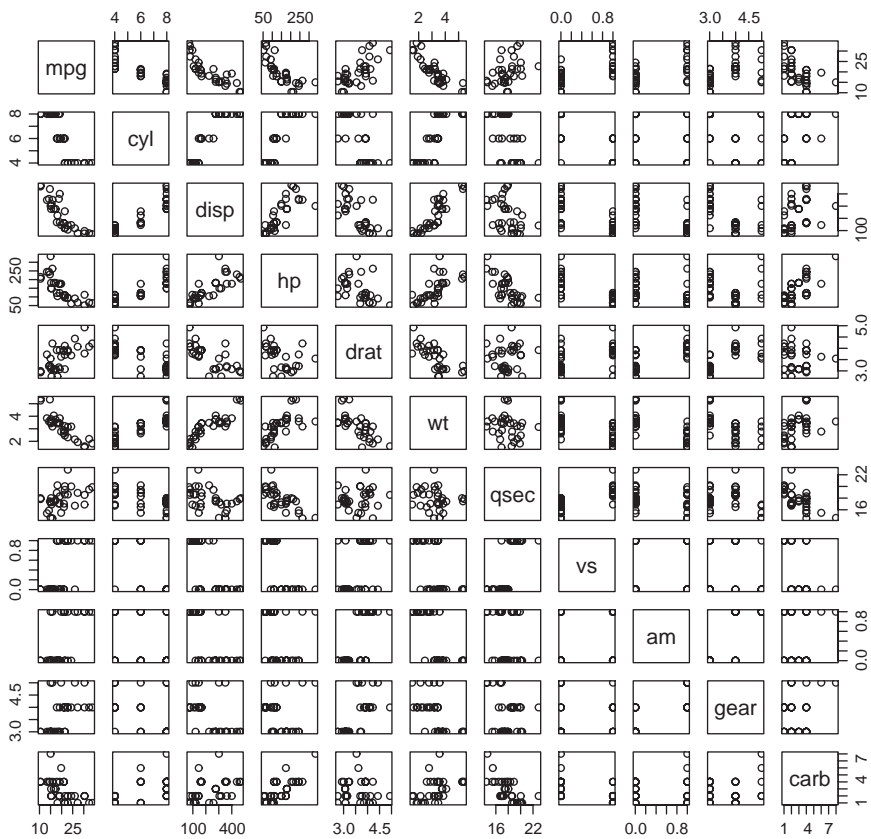 4 6 8 50 250 2 4 0.0 0.8 3.0 4.5
mpg 10 25
4 8 cyl
disp 100
50 250 hp
drat 3.0 5.0
2 4 wt
qsec 16 22
0.0 0.8 vs
am 0.0 0.8
3.0 4.5 gear
carb 1 4 7
10 25 100 400 3.0 4.5 16 22 0.0 0.8 1 4 7